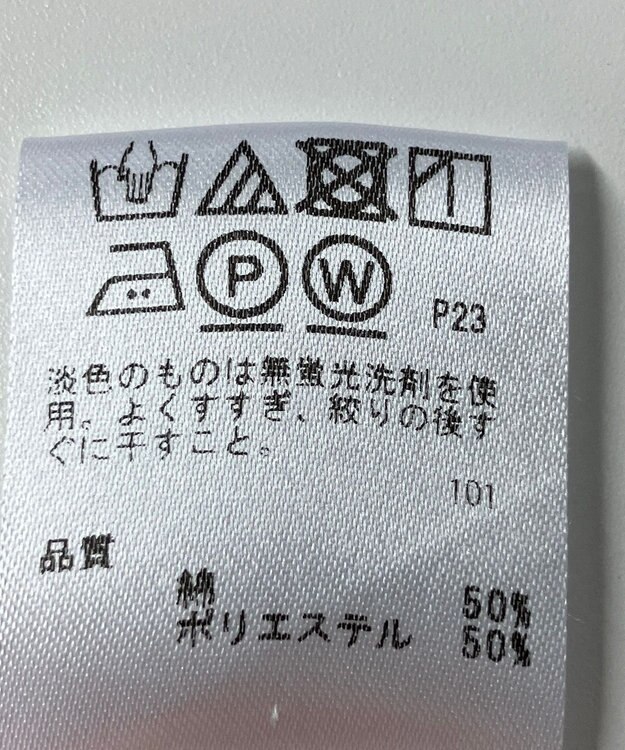 P W P23
淡色のものは無蛍光洗剤を使
用。よくすすぎ、絞りの後す
ぐに干すこと。
101
品質
綿 50%
ポリエステル 50%